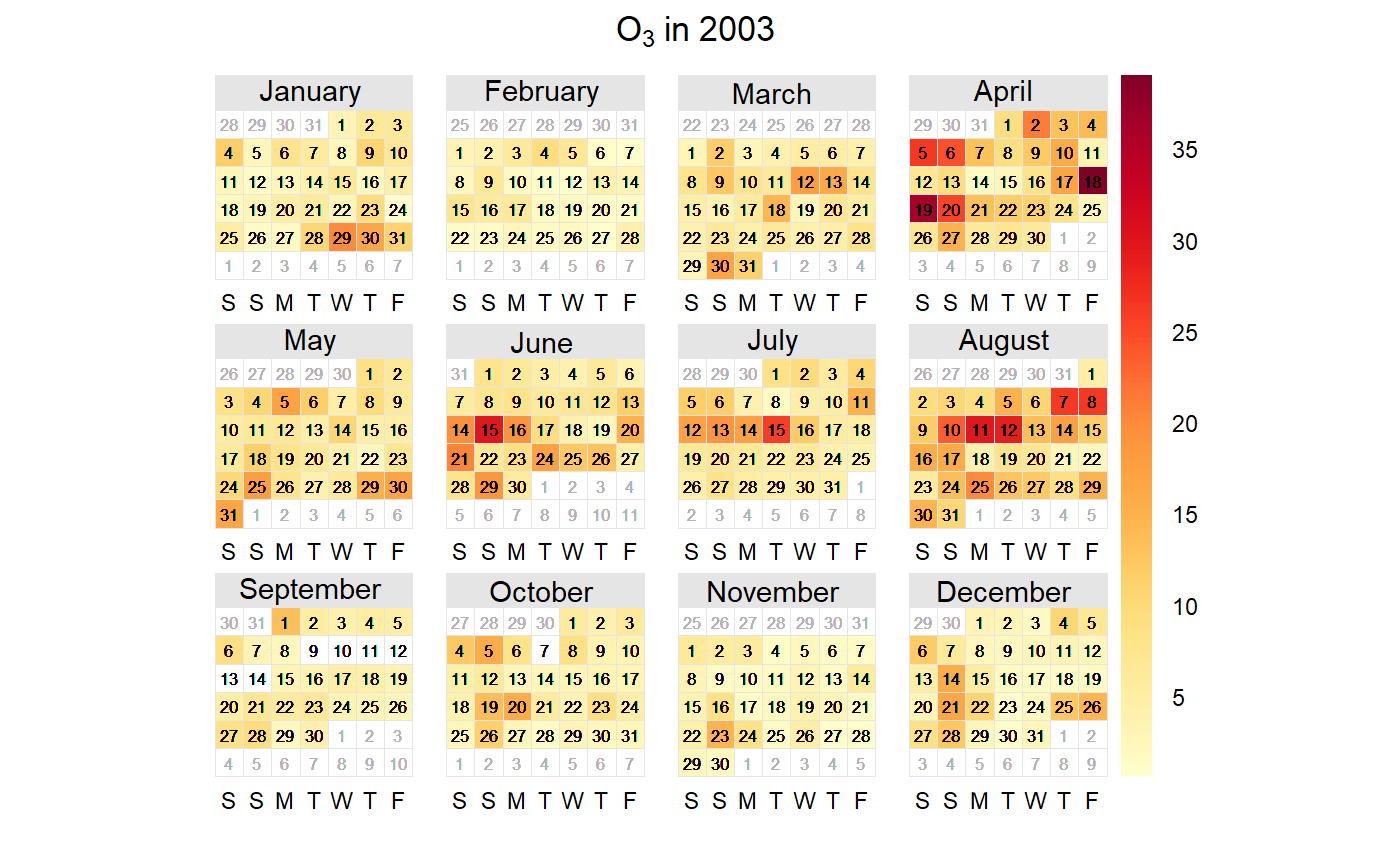 O3 in 2003
January February March April
28 29 30 31 1 2 3 25 26 27 28 29 30 31 22 23 24 25 26 27 28 29 30 31 1 2 3 4
4 5 6 7 8 9 10 1 2 3 4 5 6 7 1 2 3 4 5 6 7 5 6 7 8 9 10 11
35
11 12 13 14 15 16 17 8 9 10 11 12 13 14 8 9 10 11 12 13 14 12 13 14 15 16 17 18
18 19 20 21 22 23 24 15 16 17 18 19 20 21 15 16 17 18 19 20 21 19 20 21 22 23 24 25
25 26 27 28 29 30 31 22 23 24 25 26 27 28 22 23 24 25 26 27 28 26 27 28 29 30 1 2
30
1 2 3 4 5 6 7 1 2 3 4 5 6 7 29 30 31 1 2 3 4 3 4 5 6 7 8 9
S S M T W T F S S M T W T F S S M T W T F S S M T W T F
25
May June July August
26 27 28 29 30 1 2 31 1 2 3 4 5 6 28 29 30 1 2 3 4 26 27 28 29 30 31 1
3 4 5 6 7 8 9 7 8 9 10 11 12 13 5 6 7 8 9 10 11 2 3 4 5 6 7 8
20
10 11 12 13 14 15 16 14 15 16 17 18 19 20 12 13 14 15 16 17 18 9 10 11 12 13 14 15
17 18 19 20 21 22 23 21 22 23 24 25 26 27 19 20 21 22 23 24 25 16 17 18 19 20 21 22
24 25 26 27 28 29 30 28 29 30 1 2 3 4 26 27 28 29 30 31 1 23 24 25 26 27 28 29
31 1 2 3 4 5 6 5 6 7 8 9 10 11 2 3 4 5 6 7 8 30 31 1 2 3 4 5
15
S S M T W T F S S M T W T F S S M T W T F S S M T W T F
September October November December
10
30 31 1 2 3 4 5 27 28 29 30 1 2 3 25 26 27 28 29 30 31 29 30 1 2 3 4 5
6 7 8 9 10 11 12 4 5 6 7 8 9 10 1 2 3 4 5 6 7 6 7 8 9 10 11 12
13 14 15 16 17 18 19 11 12 13 14 15 16 17 8 9 10 11 12 13 14 13 14 15 16 17 18 19
5
20 21 22 23 24 25 26 18 19 20 21 22 23 24 15 16 17 18 19 20 21 20 21 22 23 24 25 26
27 28 29 30 1 2 3 25 26 27 28 29 30 31 22 23 24 25 26 27 28 27 28 29 30 31 1 2
4 5 6 7 8 9 10 1 2 3 4 5 6 7 29 30 1 2 3 4 5 3 4 5 6 7 8 9
S S M T W T F S S M T W T F S S M T W T F S S M T W T F